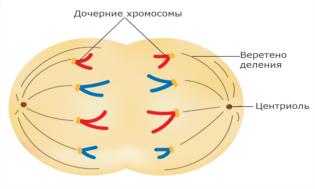 Дочерние хромосомы
Веретено
деления
Центриоль